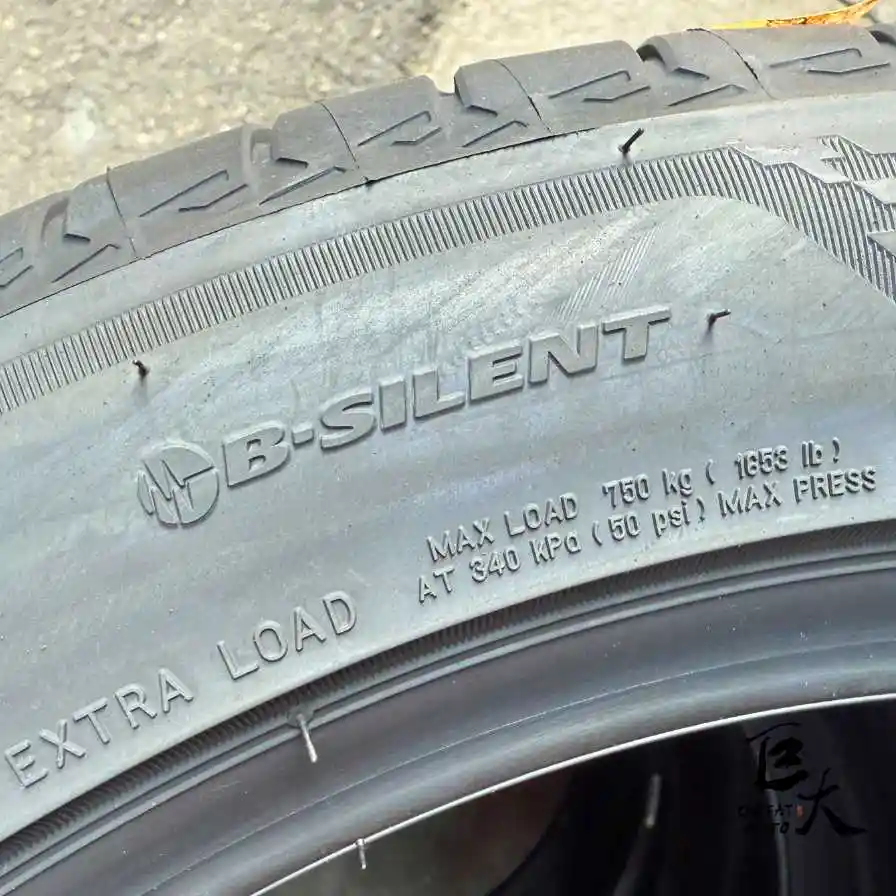 B-SILENT
MAX LOAD 750 kg ( 1653 lb )
AT 340 kPa ( 50 psi ) MAX PRESS
EXTRA LOAD
巨大